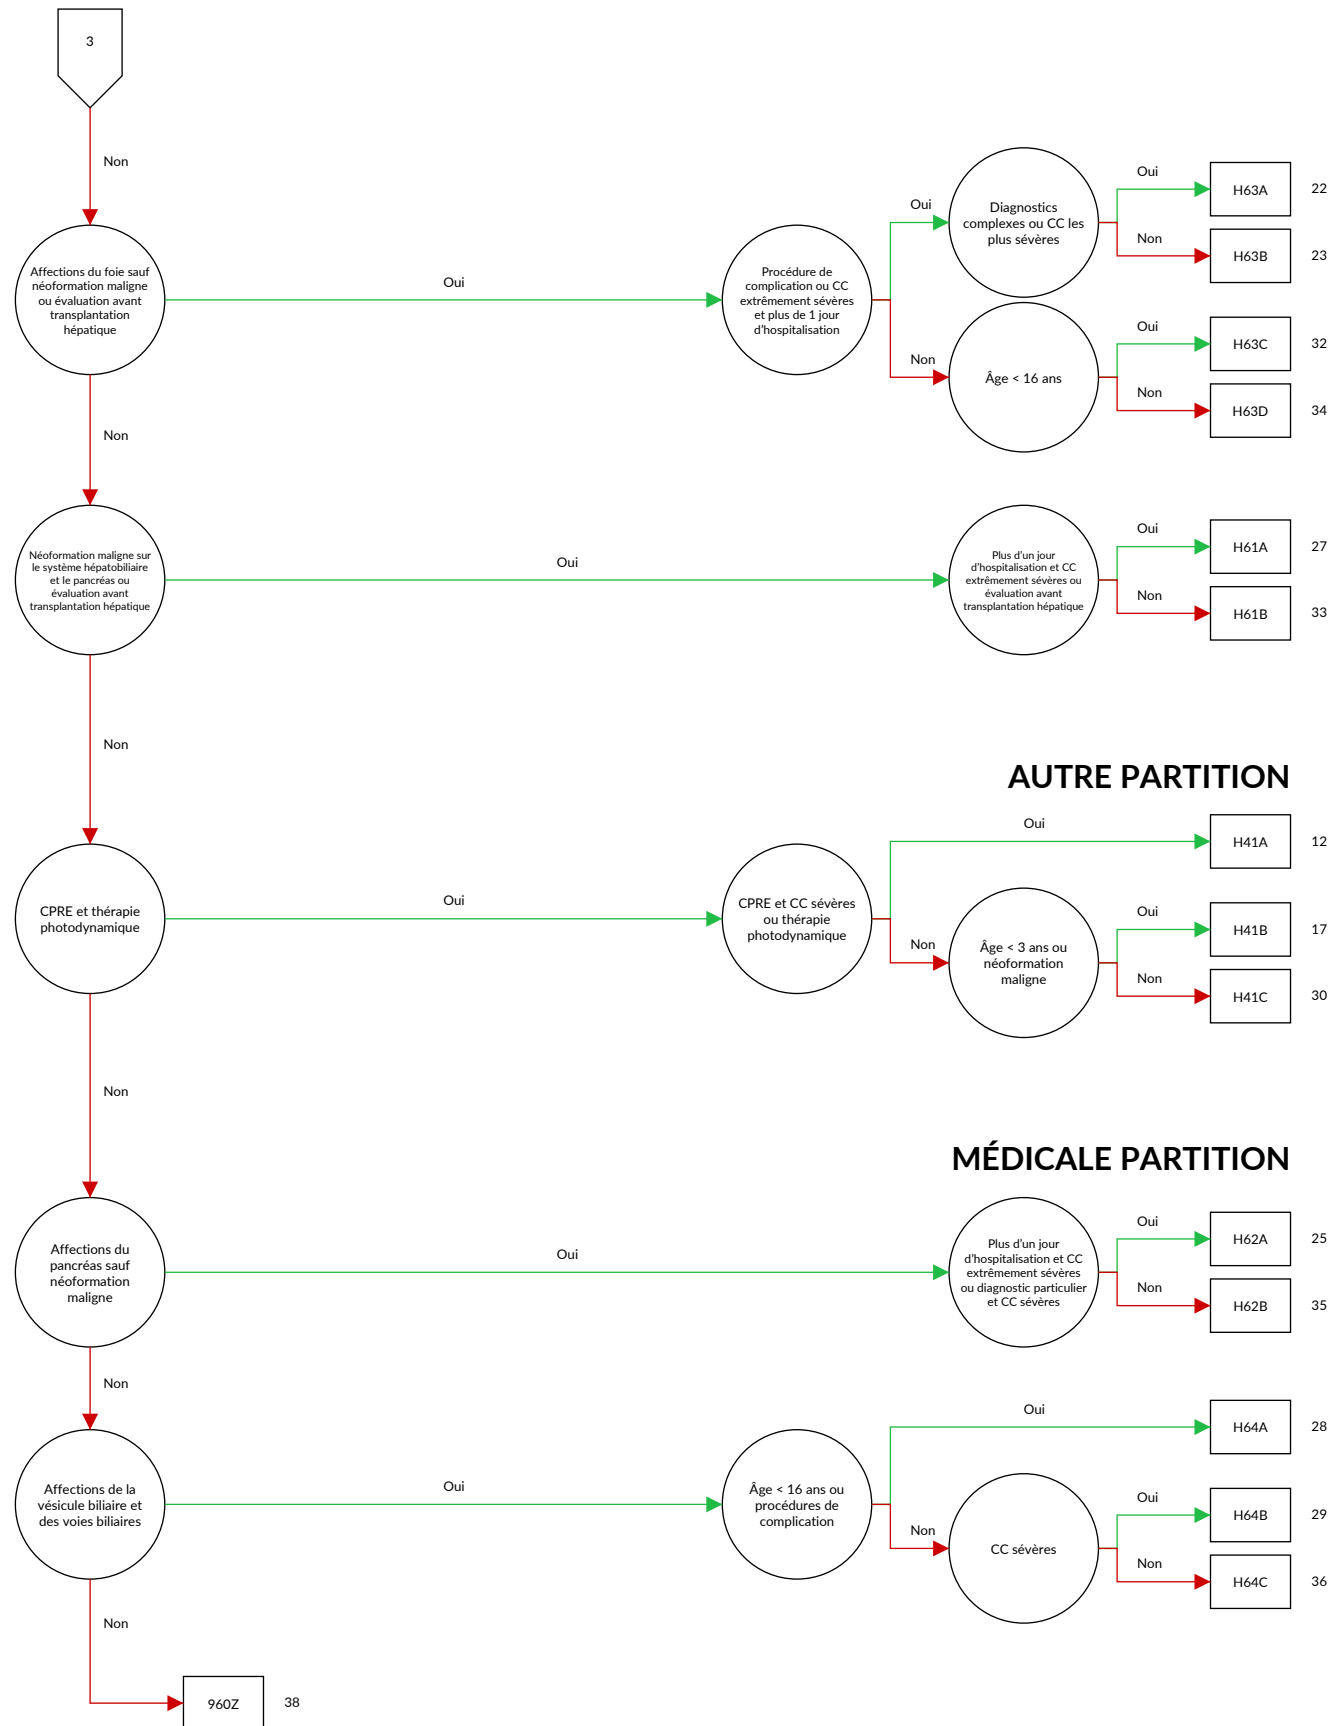 3
Non
Affections du foie sauf
néoformation maligne
ou évaluation avant
transplantation
hépatique
Oui
Procédure de
complication ou CC
extrêmement sévères
et plus de 1 jour
d'hospitalisation
Oui
Diagnostics
complexes ou CC les
plus sévères
Oui
H63A
22
Non
H63B
23
Non
Âge < 16 ans
Oui
H63C
32
Non
H63D
34
Non
Néoformation maligne sur
le système hépatobiliaire
et le pancréas ou
évaluation avant
transplantation hépatique
Oui
Plus d'un jour
d'hospitalisation et CC
extrêmement sévères ou
évaluation avant
transplantation hépatique
Oui
H61A
27
Non
H61B
33
Non
AUTRE PARTITION
CPRE et thérapie
photodynamique
Oui
CPRE et CC sévères
ou thérapie
photodynamique
Oui
H41A
12
Non
Âge < 3 ans ou
néoformation
maligne
Oui
H41B
17
Non
H41C
30
Non
MÉDICALE PARTITION
Affections du
pancréas sauf
néoformation
maligne
Oui
Plus d'un jour
d'hospitalisation et CC
extrêmement sévères
ou diagnostic particulier
et CC sévères
Oui
H62A
25
Non
H62B
35
Non
Affections de la
vésicule biliaire et
des voies biliaires
Oui
Âge < 16 ans ou
procédures de
complication
Oui
H64A
28
Non
CC sévères
Oui
H64B
29
Non
H64C
36
Non
960Z
38